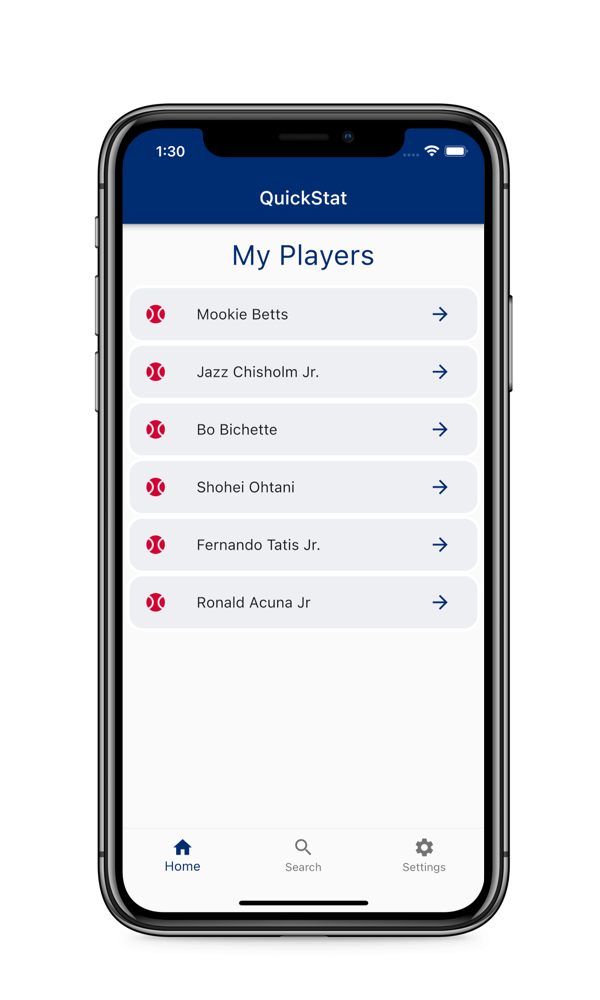 1:30
QuickStat
My Players
Mookie Betts
Jazz Chisholm Jr.
Bo Bichette
Shohei Ohtani
Fernando Tatis Jr.
Ronald Acuna Jr
Home
Search
Settings